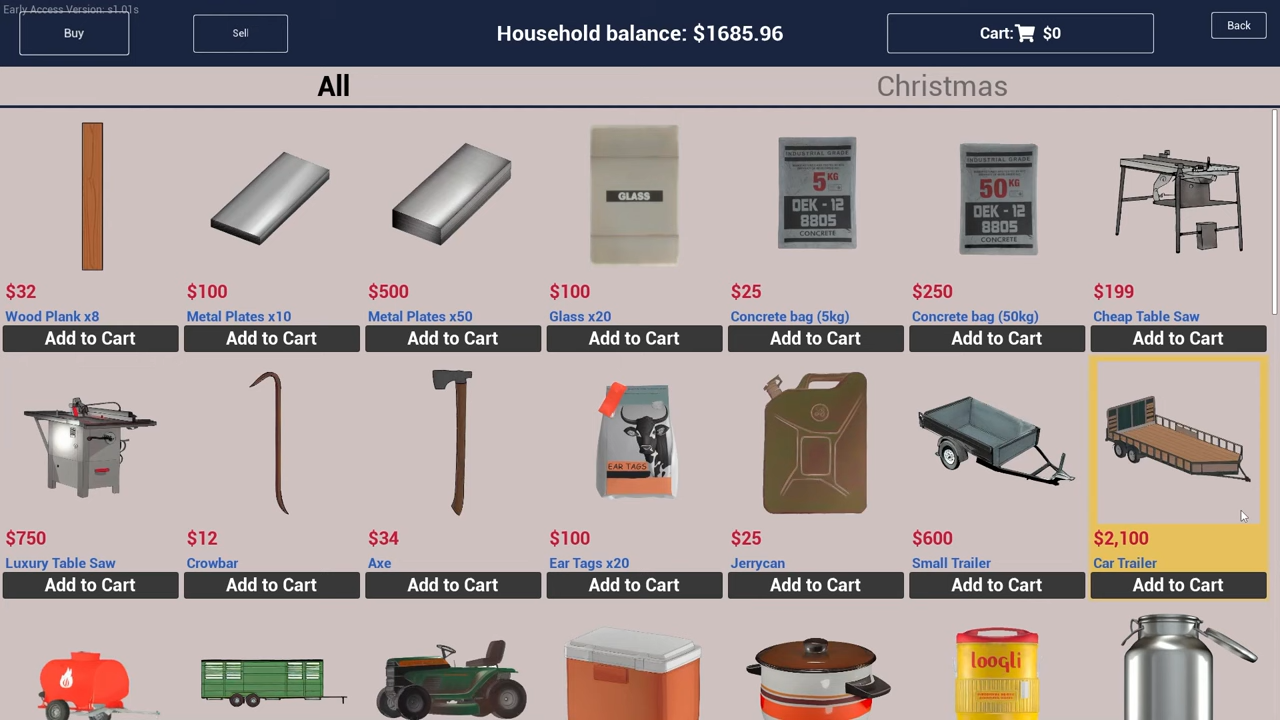 Early Access Version: s1.01s
Buy
Sell
Household balance: $1685.96
Cart: $0
Back
All
Christmas
GLASS
INDUSTRIAL GRADE
5KG
DEK - 12
8805
CONCRETE
INDUSTRIAL GRADE
50KG
DEK - 12
8805
CONCRETE
$32
$100
$500
$100
$25
$250
$199
Wood Plank x8
Metal Plates x10
Metal Plates x50
Glass x20
Concrete bag (5kg)
Concrete bag (50kg)
Cheap Table Saw
Add to Cart
Add to Cart
Add to Cart
Add to Cart
Add to Cart
Add to Cart
Add to Cart
EAR TAGS
$750
$12
$34
$100
$25
$600
$2,100
Luxury Table Saw
Crowbar
Axe
Ear Tags x20
Jerrycan
Small Trailer
Car Trailer
Add to Cart
Add to Cart
Add to Cart
Add to Cart
Add to Cart
Add to Cart
Add to Cart
loogli